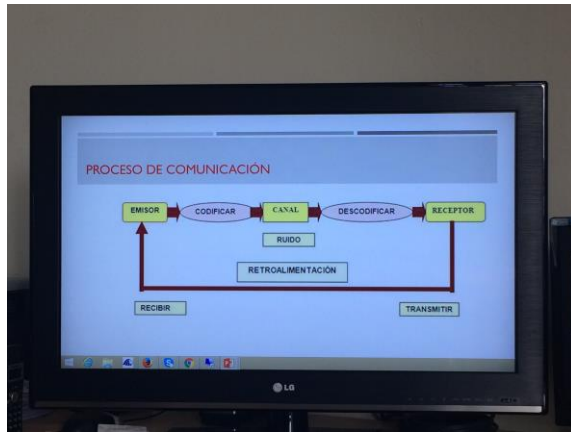 PROCESO DE COMUNICACIÓN
EMISOR
CODIFICAR
CANAL
DESCODIFICAR
RECEPTOR
RUIDO
RETROALIMENTACIÓN
RECIBIR
TRANSMITIR
LG